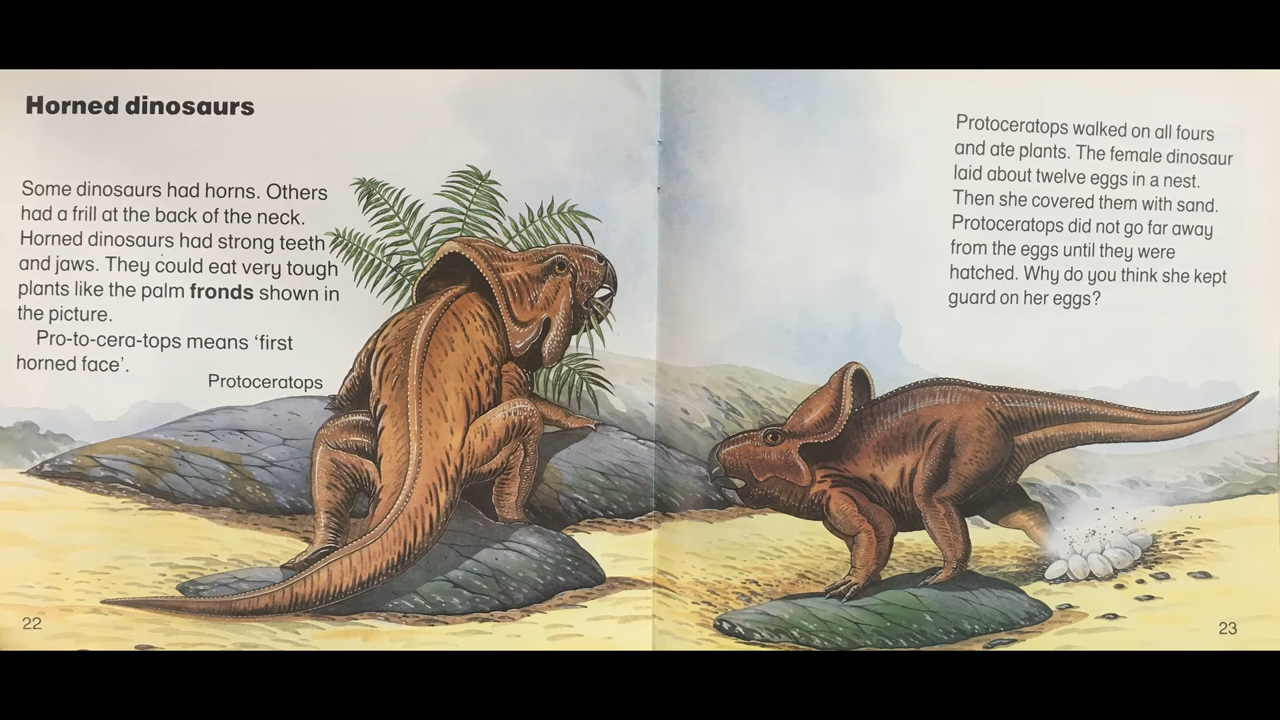 Horned dinosaurs
Some dinosaurs had horns. Others
had a frill at the back of the neck.
Horned dinosaurs had strong teeth
and jaws. They could eat very tough
plants like the palm fronds shown in
the picture.
Pro-to-cera-tops means ‘first
horned face’.
Protoceratops
22
Protoceratops walked on all fours
and ate plants. The female dinosaur
laid about twelve eggs in a nest.
Then she covered them with sand.
Protoceratops did not go far away
from the eggs until they were
hatched. Why do you think she kept
guard on her eggs?
23